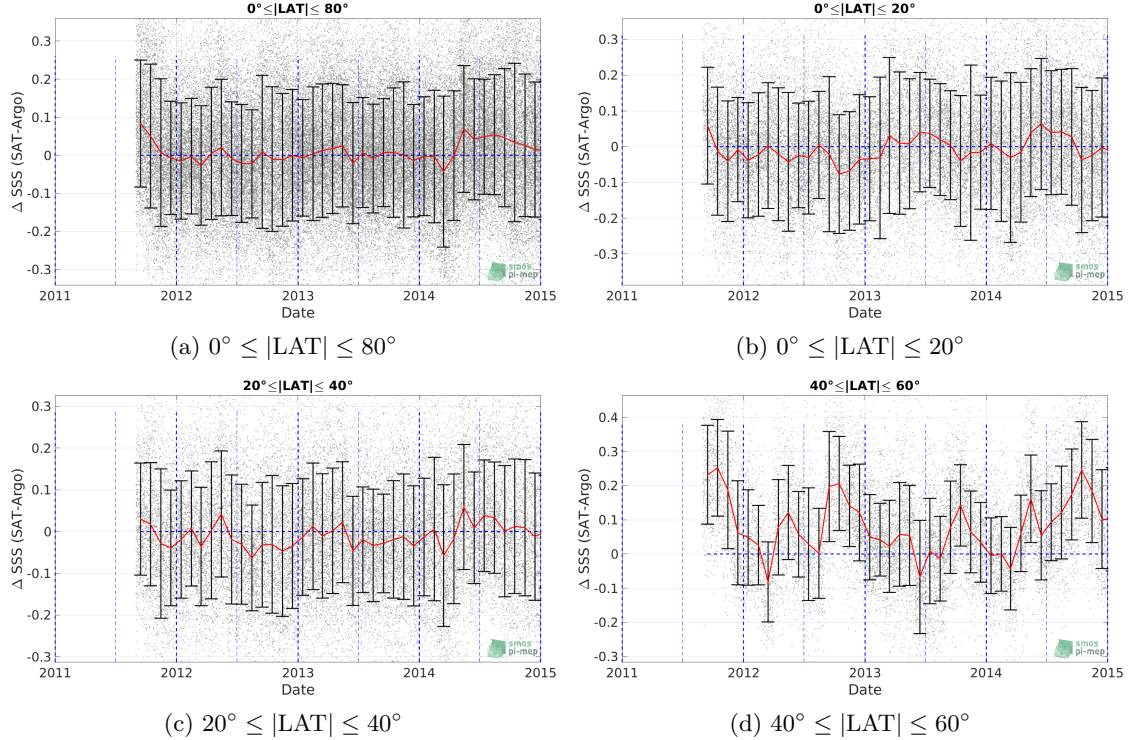 0°≤|LAT|≤ 80°
Δ SSS (SAT-Argo)
0.3
0.2
0.1
0
-0.1
-0.2
-0.3
2011 2012 2013 2014 2015
Date
smos
pi-mep
(a) 0° ≤ |LAT| ≤ 80°
0°≤|LAT|≤ 20°
Δ SSS (SAT-Argo)
0.3
0.2
0.1
0
-0.1
-0.2
-0.3
2011 2012 2013 2014 2015
Date
smos
pi-mep
(b) 0° ≤ |LAT| ≤ 20°
20°≤|LAT|≤ 40°
Δ SSS (SAT-Argo)
0.3
0.2
0.1
0
-0.1
-0.2
-0.3
2011 2012 2013 2014 2015
Date
smos
pi-mep
(c) 20° ≤ |LAT| ≤ 40°
40°≤|LAT|≤ 60°
Δ SSS (SAT-Argo)
0.4
0.3
0.2
0.1
0
-0.1
-0.2
-0.3
2011 2012 2013 2014 2015
Date
smos
pi-mep
(d) 40° ≤ |LAT| ≤ 60°